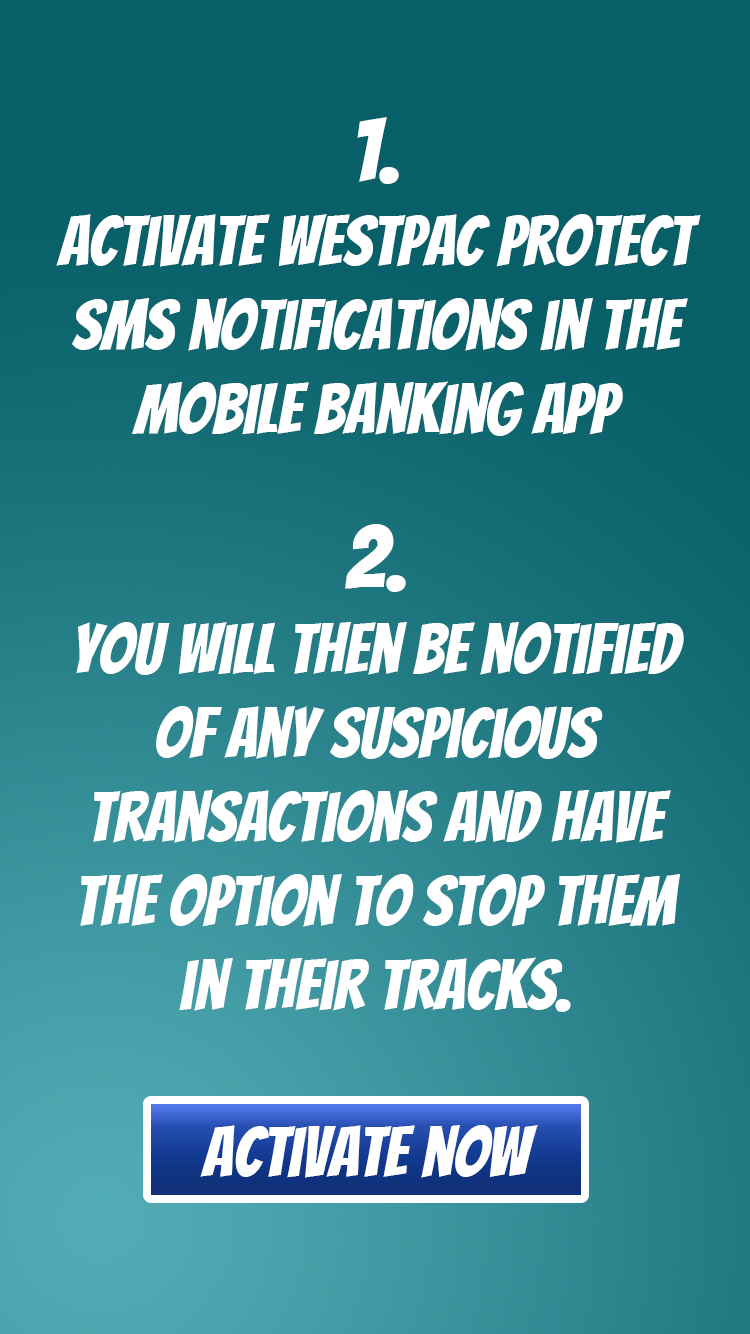 1.
ACTIVATE WESTPAC PROTECT
SMS NOTIFICATIONS IN THE
MOBILE BANKING APP
2.
YOU WILL THEN BE NOTIFIED
OF ANY SUSPICIOUS
TRANSACTIONS AND HAVE
THE OPTION TO STOP THEM
IN THEIR TRACKS.
ACTIVATE NOW